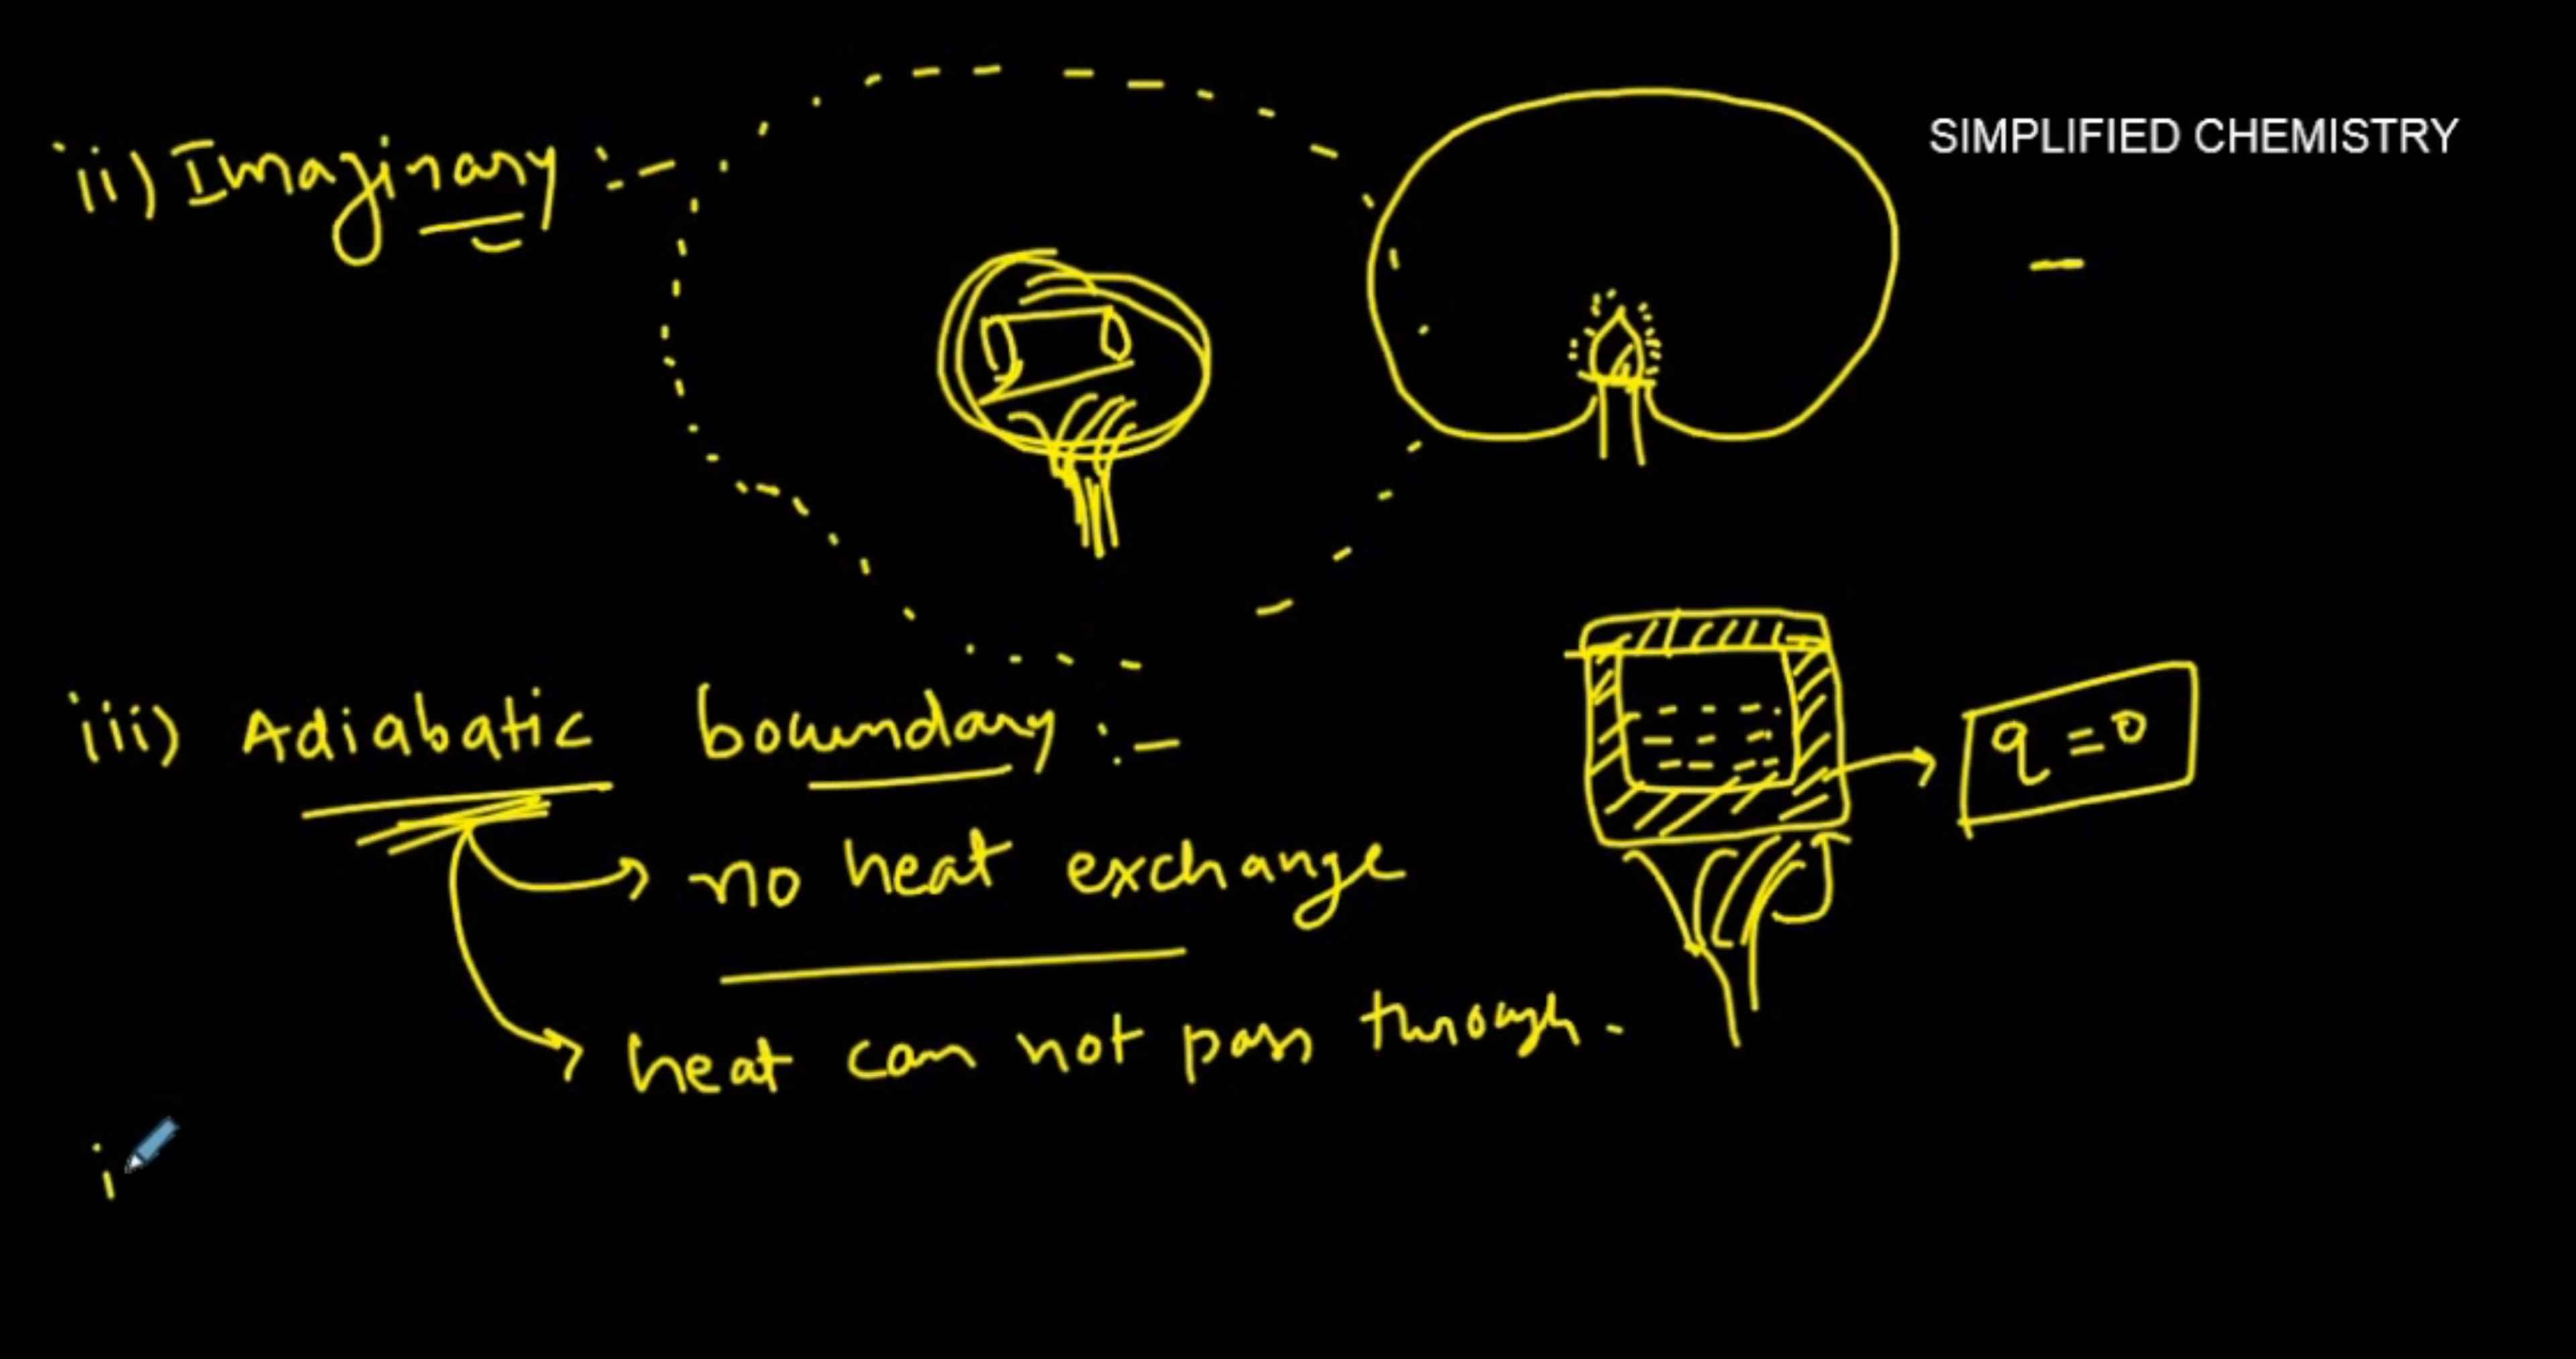 ii) Imaginary :-
SIMPLIFIED CHEMISTRY
iii) Adiabatic boundary :-
q = 0
no heat exchange
heat can not pass through.
i